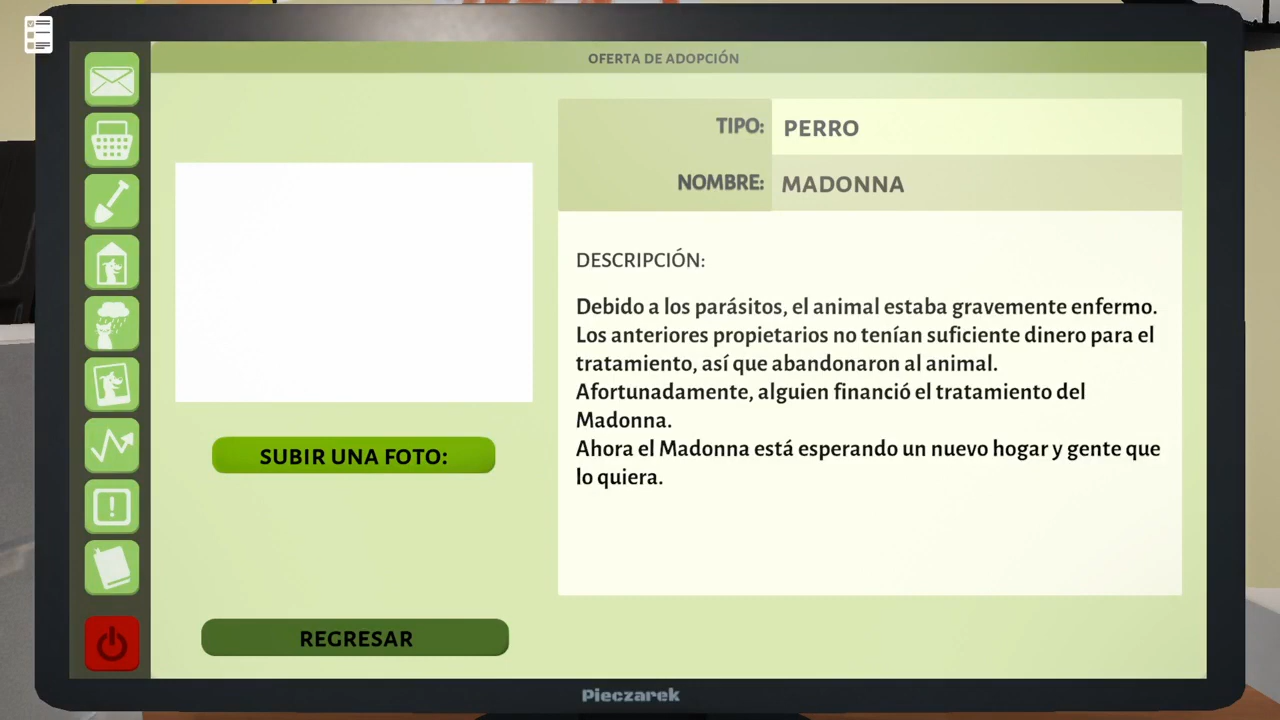 OFERTA DE ADOPCIÓN
TIPO: PERRO
NOMBRE: MADONNA
DESCRIPCIÓN:
Debido a los parásitos, el animal estaba gravemente enfermo.
Los anteriores propietarios no tenían suficiente dinero para el
tratamiento, así que abandonaron al animal.
Afortunadamente, alguien financió el tratamiento del
Madonna.
Ahora el Madonna está esperando un nuevo hogar y gente que
lo quiera.
SUBIR UNA FOTO:
REGRESAR
Pieczarek